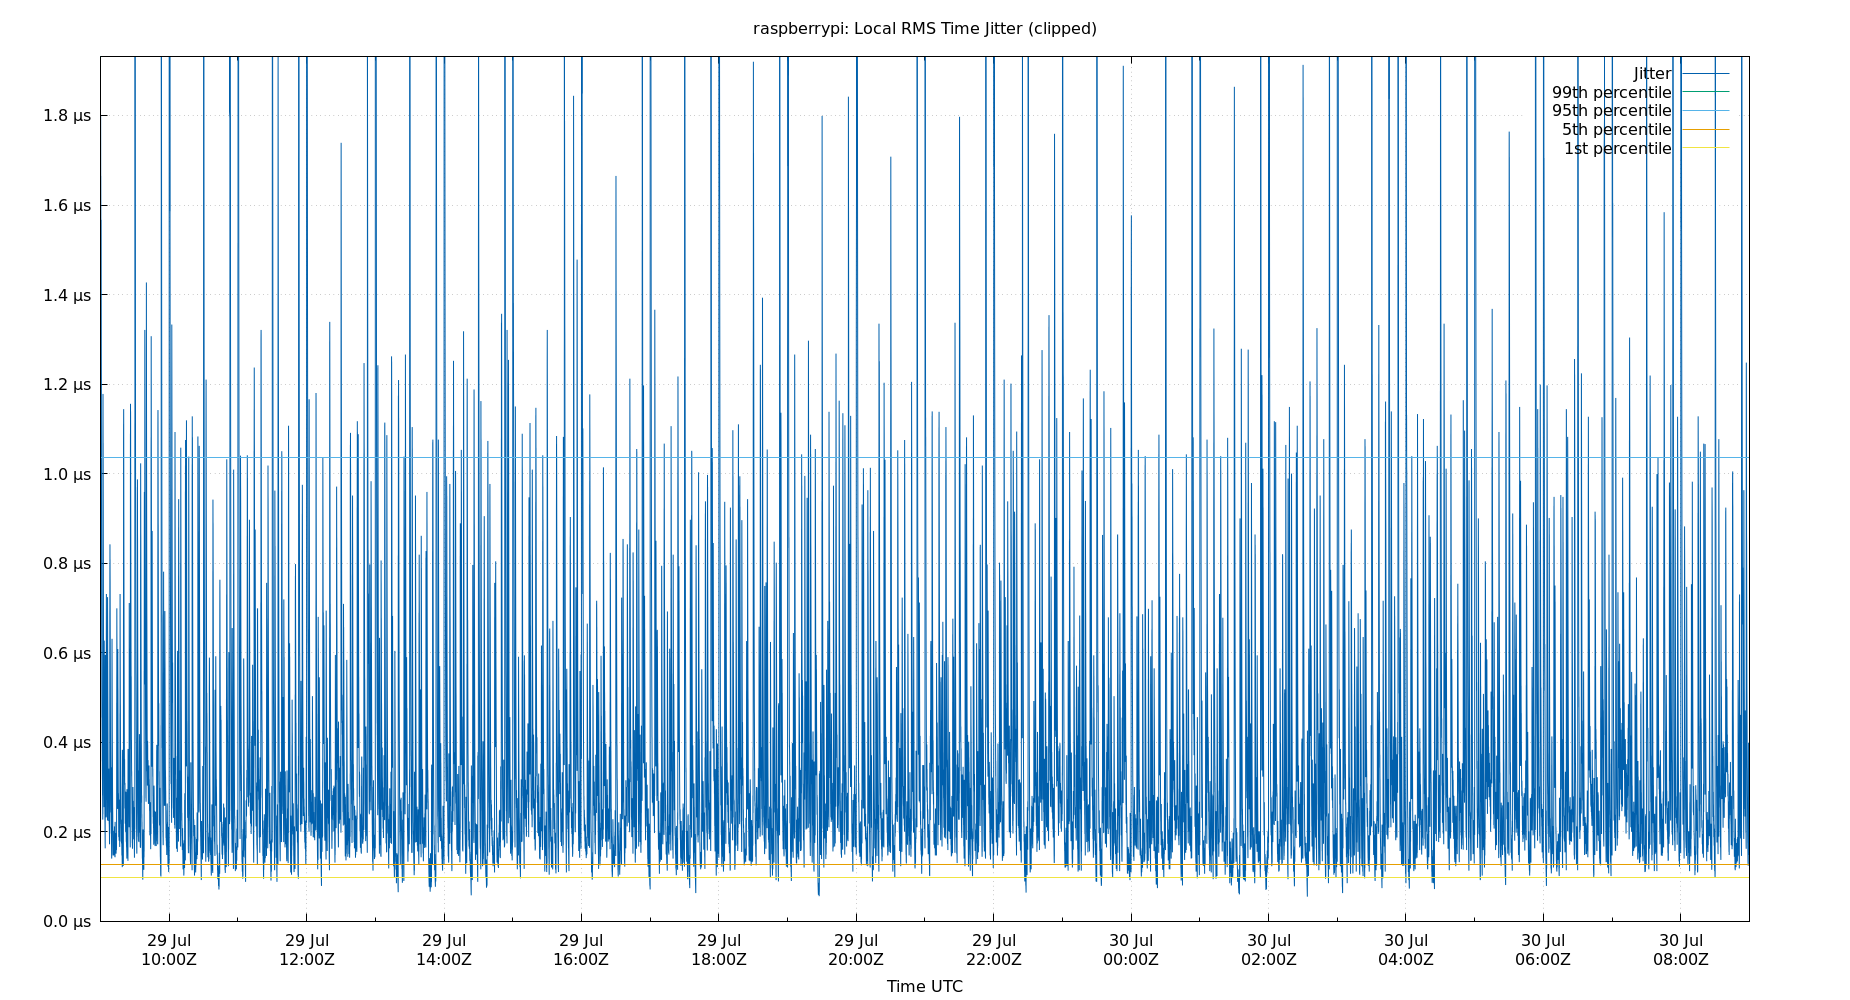 raspberrypi: Local RMS Time Jitter (clipped)
Jitter
99th percentile
95th percentile
5th percentile
1st percentile
1.8 µs
1.6 µs
1.4 µs
1.2 µs
1.0 µs
0.8 µs
0.6 µs
0.4 µs
0.2 µs
0.0 µs
29 Jul 29 Jul 29 Jul 29 Jul 29 Jul 29 Jul 29 Jul 30 Jul 30 Jul 30 Jul 30 Jul 30 Jul
10:00Z 12:00Z 14:00Z 16:00Z 18:00Z 20:00Z 22:00Z 00:00Z 02:00Z 04:00Z 06:00Z 08:00Z
Time UTC